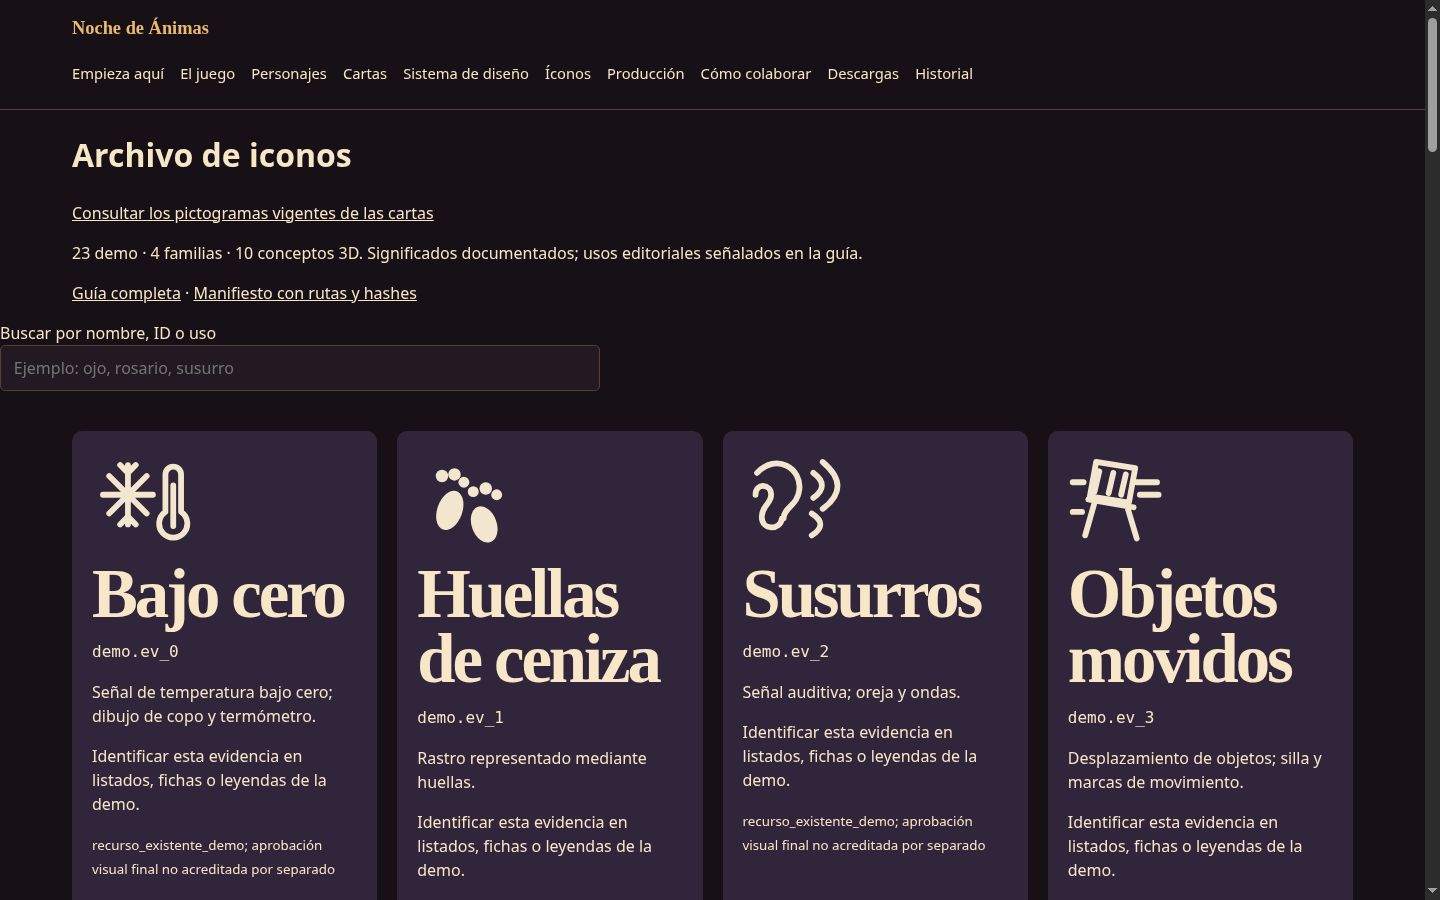 Noche de Ánimas
Empieza aquí El juego Personajes Cartas Sistema de diseño Íconos Producción Cómo colaborar Descargas Historial
Archivo de iconos
Consultar los pictogramas vigentes de las cartas
23 demo · 4 familias · 10 conceptos 3D. Significados documentados; usos editoriales señalados en la guía.
Guía completa · Manifiesto con rutas y hashes
Buscar por nombre, ID o uso
Ejemplo: ojo, rosario, susurro
Bajo cero
demo.ev_0
Señal de temperatura bajo cero;
dibujo de copo y termómetro.
Identificar esta evidencia en
listados, fichas o leyendas de la
demo.
recurso_existente_demo; aprobación
visual final no acreditada por separado
Huellas
de ceniza
demo.ev_1
Rastro representado mediante
huellas.
Identificar esta evidencia en
listados, fichas o leyendas de la
demo.
Susurros
demo.ev_2
Señal auditiva; oreja y ondas.
Identificar esta evidencia en
listados, fichas o leyendas de la
demo.
recurso_existente_demo; aprobación
visual final no acreditada por separado
Objetos
movidos
demo.ev_3
Desplazamiento de objetos; silla y
marcas de movimiento.
Identificar esta evidencia en
listados, fichas o leyendas de la
demo.